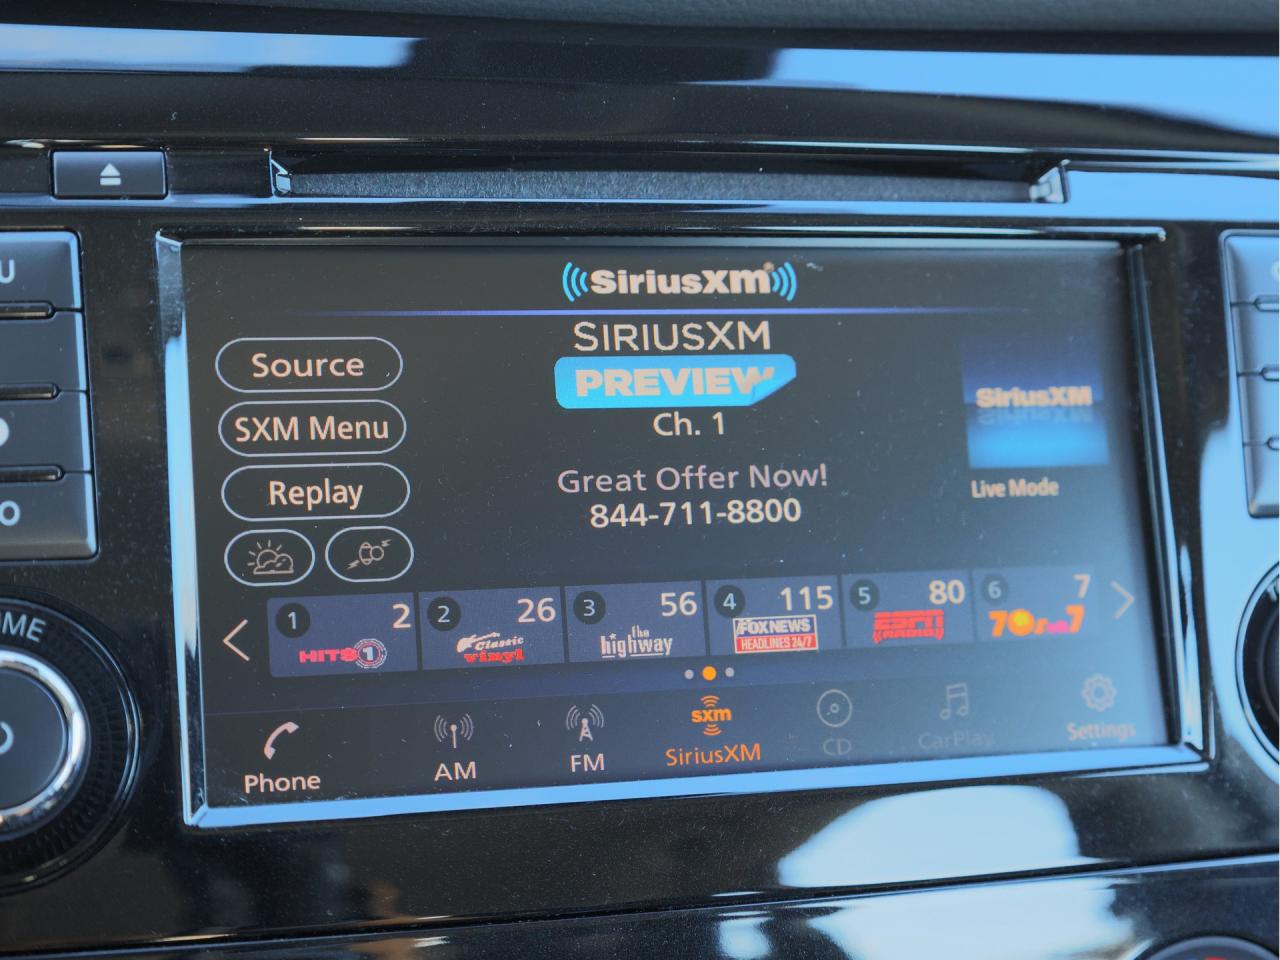 SiriusXM
SIRIUSXM
PREVIEW
Ch. 1
Great Offer Now!
844-711-8800
Source
SXM Menu
Replay
SiriusXM
Live Mode
1 2
HITS 1
2 26
Classic
vinyl
3 56
the
highway
4 115
FOX NEWS
HEADLINES 24/7
5 80
ESPN
RADIO
6 7
70s on 7
Phone
AM
FM
sxm
SiriusXM
CD
CarPlay
Settings
U
O
OME